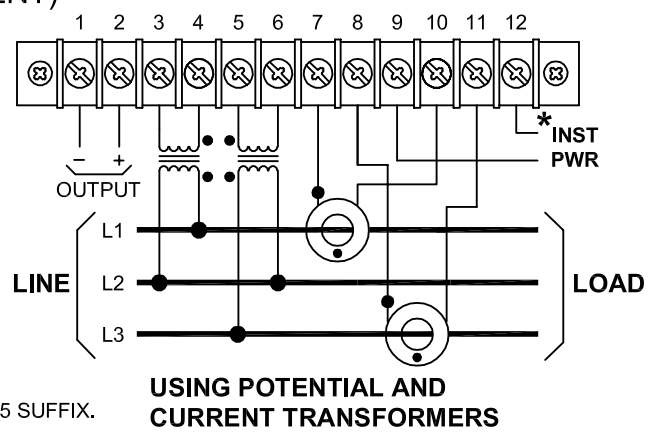 1 2 3 4 5 6 7 8 9 10 11 12
*INST
PWR
− +
OUTPUT
L1
LINE L2 LOAD
L3
5 SUFFIX.
USING POTENTIAL AND
CURRENT TRANSFORMERS